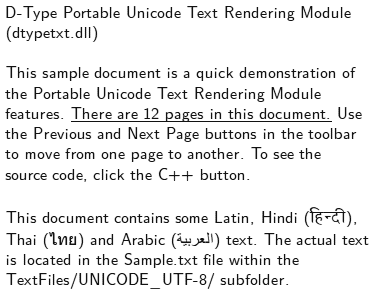 D-Type Portable Unicode Text Rendering Module
(dtypetxt.dll)
This sample document is a quick demonstration of
the Portable Unicode Text Rendering Module
features. There are 12 pages in this document. Use
the Previous and Next Page buttons in the toolbar
to move from one page to another. To see the
source code, click the C++ button.
This document contains some Latin, Hindi (हिन्दी),
Thai (ไทย) and Arabic (العربية) text. The actual text
is located in the Sample.txt file within the
TextFiles/UNICODE_UTF-8/ subfolder.